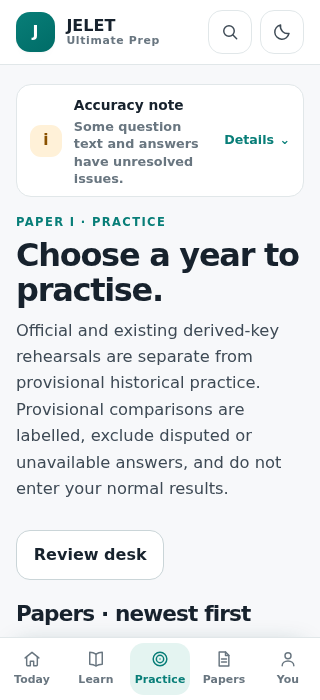 J
JELET
Ultimate Prep
Accuracy note
i
Some question
text and answers
have unresolved
issues.
Details
PAPER I · PRACTICE
Choose a year to
practise.
Official and existing derived-key
rehearsals are separate from
provisional historical practice.
Provisional comparisons are
labelled, exclude disputed or
unavailable answers, and do not
enter your normal results.
Review desk
Papers · newest first
Today
Learn
Practice
Papers
You